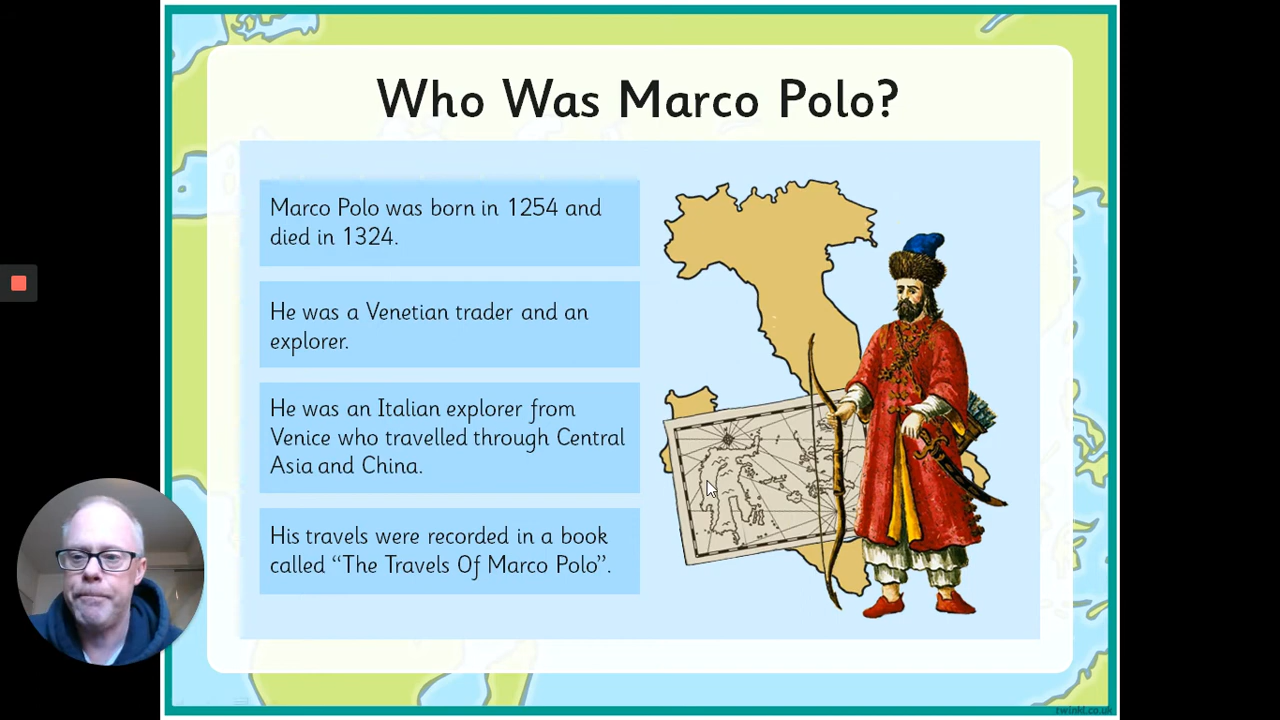 Who Was Marco Polo?
Marco Polo was born in 1254 and
died in 1324.
He was a Venetian trader and an
explorer.
He was an Italian explorer from
Venice who travelled through Central
Asia and China.
His travels were recorded in a book
called “The Travels Of Marco Polo”.
twinkl.co.uk